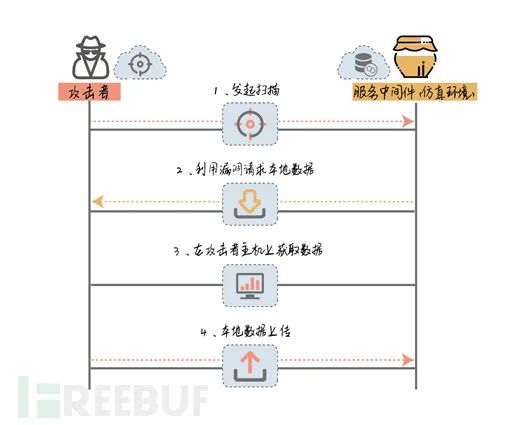 攻击者
服务中间件(仿真环境)
1、发起扫描
2、利用漏洞请求本地数据
3、在攻击者主机上获取数据
4、本地数据上传
FREEBUF